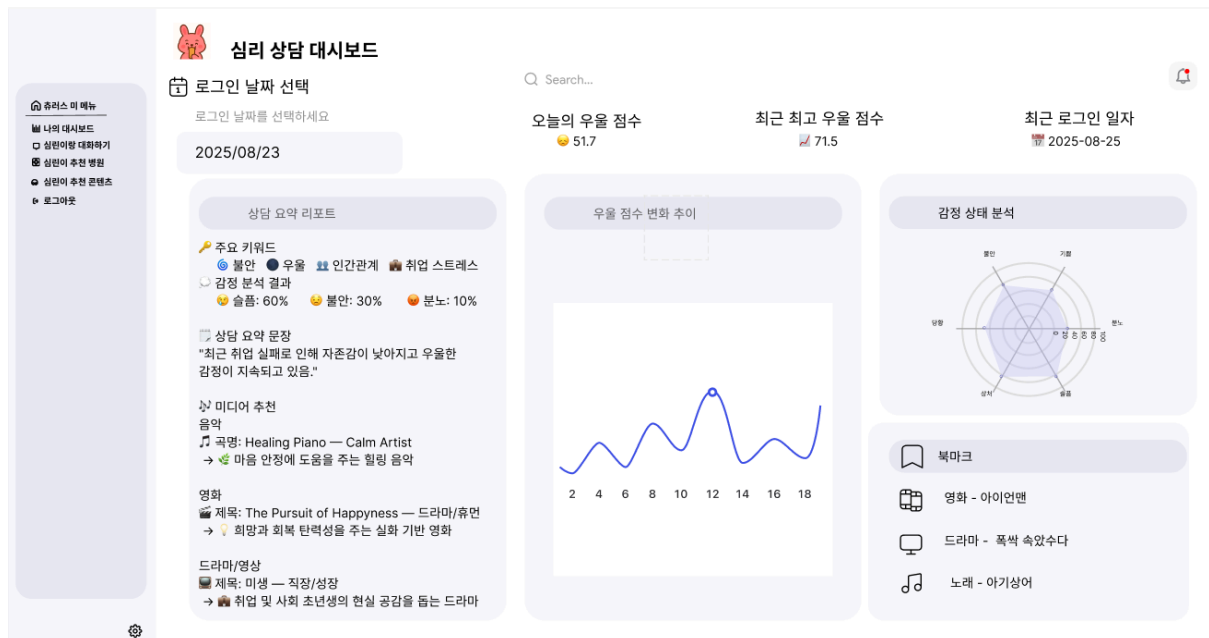 심리 상담 대시보드
츄러스 미 메뉴
나의 대시보드
심린이랑 대화하기
심린이 추천 병원
심린이 추천 콘텐츠
로그아웃
1 로그인 날짜 선택
로그인 날짜를 선택하세요
2025/08/23
Search...
오늘의 우울 점수
😞 51.7
최근 최고 우울 점수
📈 71.5
최근 로그인 일자
📅 2025-08-25
상담 요약 리포트
🔑 주요 키워드
🌀 불안 🌑 우울 👥 인간관계 💼 취업 스트레스
💭 감정 분석 결과
😢 슬픔: 60% 😟 불안: 30% 😡 분노: 10%
🗒️ 상담 요약 문장
"최근 취업 실패로 인해 자존감이 낮아지고 우울한
감정이 지속되고 있음."
🎶 미디어 추천
음악
🎵 곡명: Healing Piano — Calm Artist
→ 🌿 마음 안정에 도움을 주는 힐링 음악
영화
🎬 제목: The Pursuit of Happyness — 드라마/휴먼
→ 💡 희망과 회복 탄력성을 주는 실화 기반 영화
드라마/영상
📺 제목: 미생 — 직장/성장
→ 💼 취업 및 사회 초년생의 현실 공감을 돕는 드라마
우울 점수 변화 추이
2 4 6 8 10 12 14 16 18
감정 상태 분석
불안
기쁨
당황
분노
상처
슬픔
0 20 40 60 80 100
북마크
영화 - 아이언맨
드라마 - 폭싹 속았수다
노래 - 아기상어